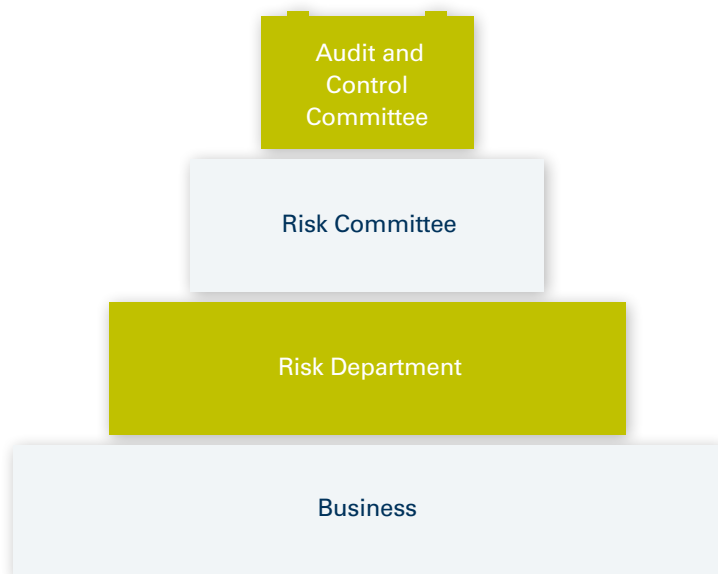 Audit and
Control
Committee
Risk Committee
Risk Department
Business